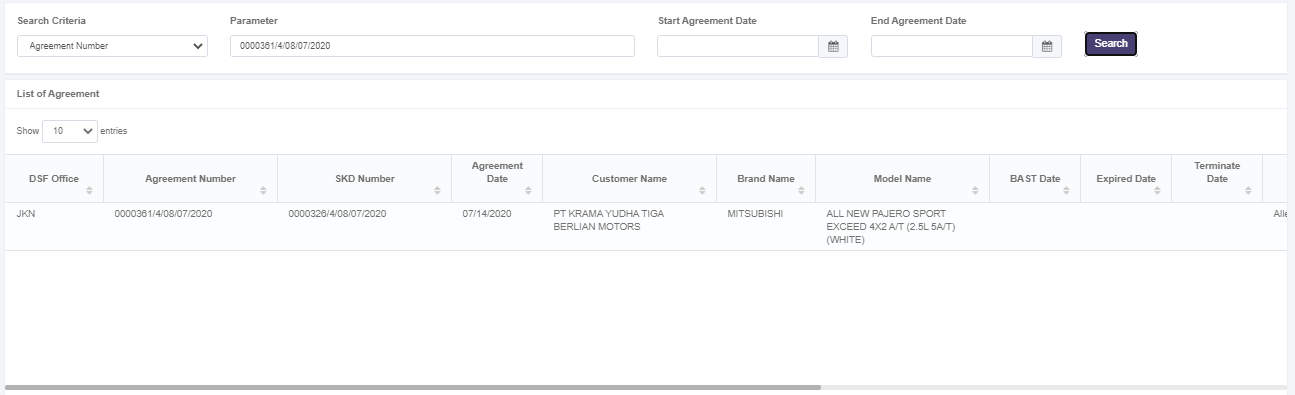 Search Criteria Parameter Start Agreement Date End Agreement Date
Agreement Number 0000361/4/08/07/2020 Search
List of Agreement
Show 10 entries
DSF Office Agreement Number SKD Number Agreement Date Customer Name Brand Name Model Name BAST Date Expired Date Terminate Date
JKN 0000361/4/08/07/2020 0000326/4/08/07/2020 07/14/2020 PT KRAMA YUDHA TIGA MITSUBISHI ALL NEW PAJERO SPORT
BERLIAN MOTORS EXCEED 4X2 A/T (2.5L 5A/T)
(WHITE)